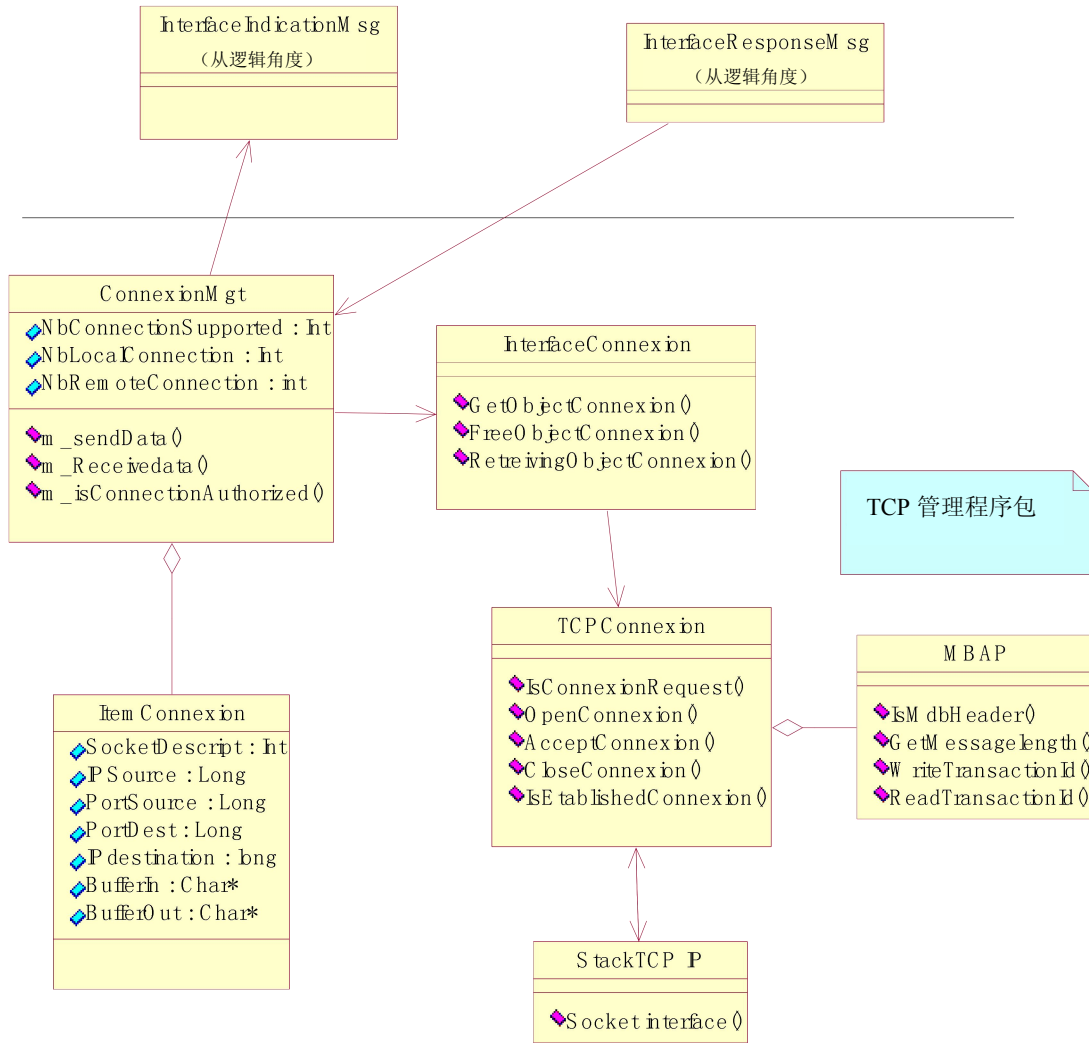 InterfaceIndicationMsg
（从逻辑角度）
InterfaceResponseMsg
（从逻辑角度）
ConnexionMgt
NbConnectionSupported : Int
NbLocalConnection : Int
NbRemoteConnection : int
m_sendData()
m_Receivedata()
m_isConnectionAuthorized()
InterfaceConnexion
GetObjectConnexion()
FreeObjectConnexion()
RetreivingObjectConnexion()
TCP 管理程序包
TCPConnexion
IsConnexionRequest()
OpenConnexion()
AcceptConnexion()
CloseConnexion()
IsEtablishedConnexion()
MBAP
IsMdbHeader()
GetMessagelength()
WriteTransactionId()
ReadTransactionId()
ItemConnexion
SocketDescript : Int
IPSource : Long
PortSource : Long
PortDest : Long
IPdestination : long
BufferIn : Char*
BufferOut : Char*
StackTCP_IP
Socket interface()